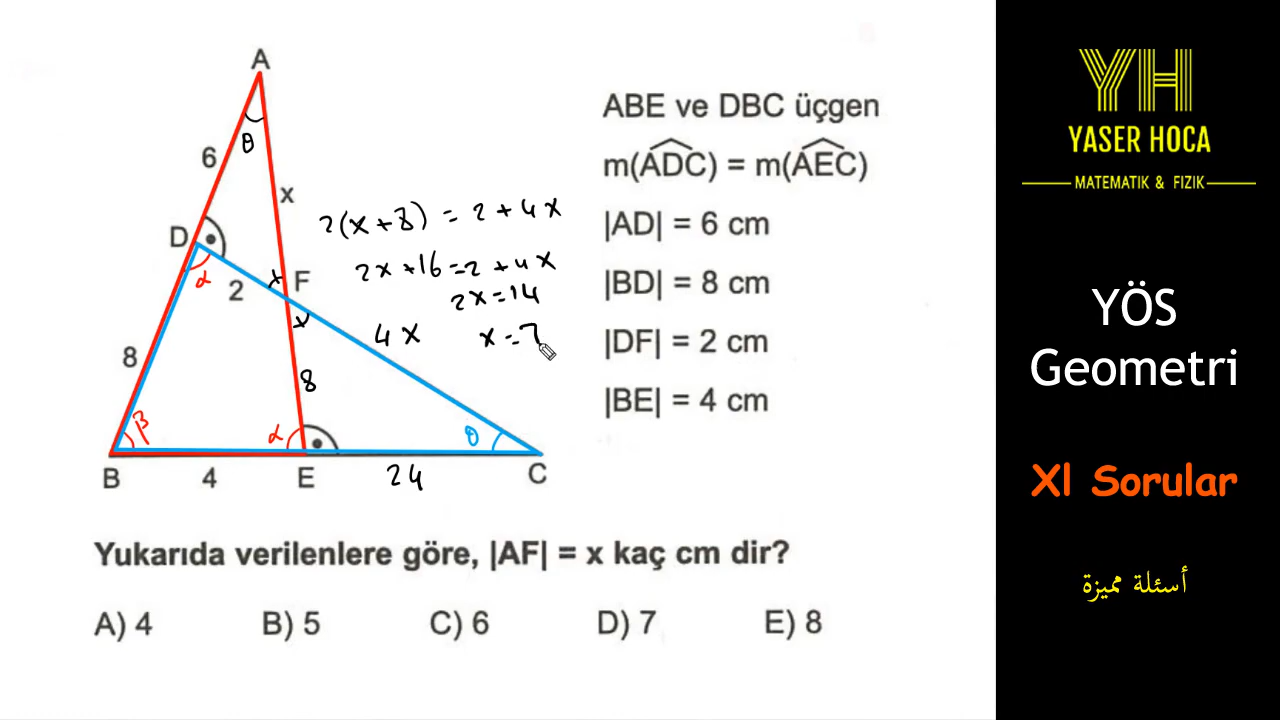 A
6
θ
x
D
α
2
x
F
x
8
4x
8
β
α
θ
B
4
E
24
C
2(x+8) = 2+4x
2x+16=2+4x
2x=14
x=7
ABE ve DBC üçgen
m(ADC) = m(AEC)
|AD| = 6 cm
|BD| = 8 cm
|DF| = 2 cm
|BE| = 4 cm
Yukarıda verilenlere göre, |AF| = x kaç cm dir?
A) 4 B) 5 C) 6 D) 7 E) 8
YH
YASER HOCA
MATEMATIK & FIZIK
YÖS
Geometri
Xl Sorular
أسئلة مميزة